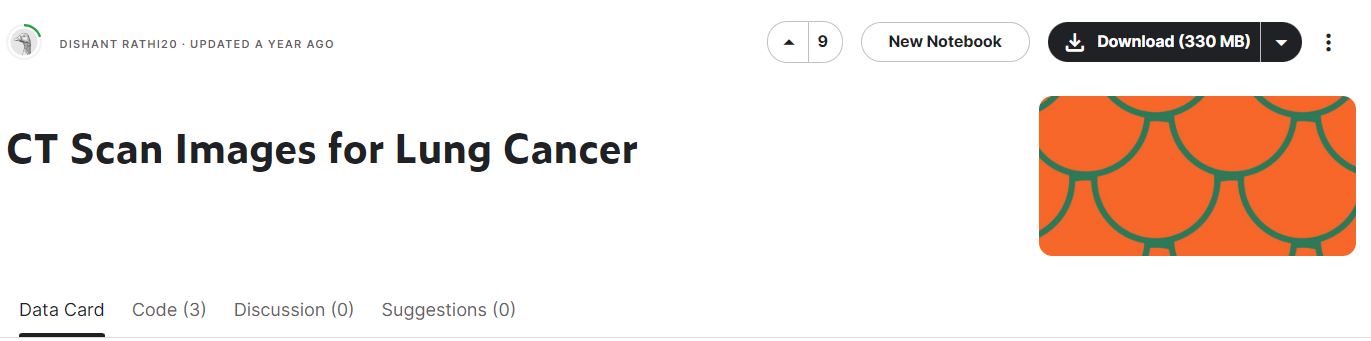 DISHANT RATHI20 · UPDATED A YEAR AGO
9
New Notebook
Download (330 MB)
CT Scan Images for Lung Cancer
Data Card
Code (3)
Discussion (0)
Suggestions (0)